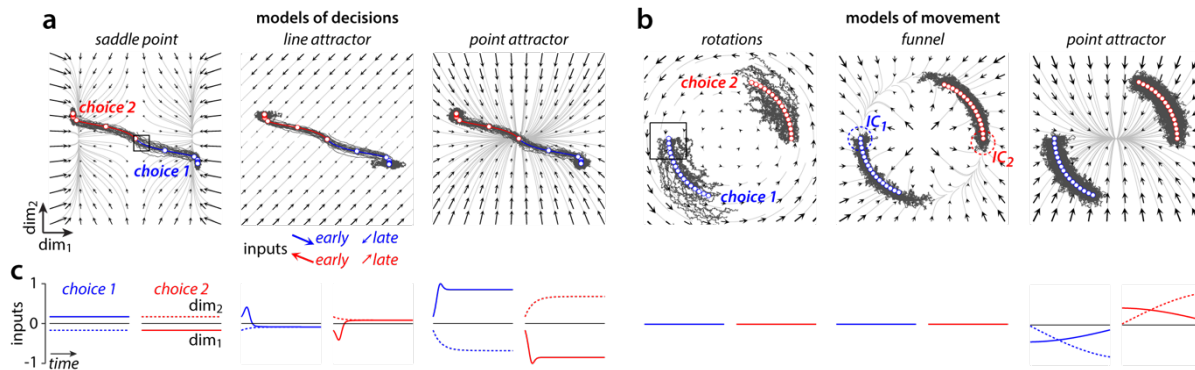 a
models of decisions
saddle point
line attractor
point attractor
choice 2
choice 1
dim2
dim1
inputs
early
late
early
late
b
models of movement
rotations
funnel
point attractor
choice 2
choice 1
IC1
IC2
c
choice 1
choice 2
inputs
1
0
-1
dim2
dim1
time